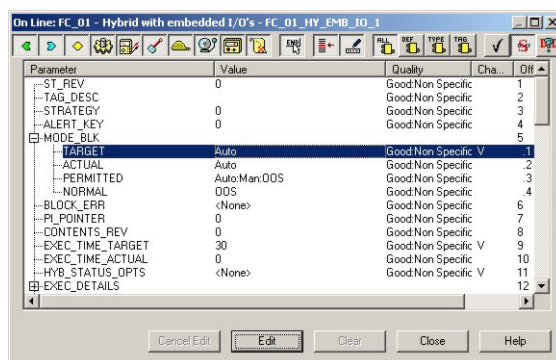 On Line: FC_01 - Hybrid with embedded I/O's - FC_01_HY_EMB_IO_1
END ALL DEF TYPE TAG
Parameter Value Quality Cha... Off
ST_REV 0 Good:Non Specific 1
TAG_DESC Good:Non Specific 2
STRATEGY 0 Good:Non Specific 3
ALERT_KEY 0 Good:Non Specific 4
MODE_BLK 5
TARGET Auto Good:Non Specific V .1
ACTUAL Auto Good:Non Specific .2
PERMITTED Auto:Man:OOS Good:Non Specific .3
NORMAL OOS Good:Non Specific .4
BLOCK_ERR <None> Good:Non Specific 6
PI_POINTER 0 Good:Non Specific 7
CONTENTS_REV 0 Good:Non Specific 8
EXEC_TIME_TARGET 30 Good:Non Specific V 9
EXEC_TIME_ACTUAL 0 Good:Non Specific 10
HYB_STATUS_OPTS <None> Good:Non Specific V 11
EXEC_DETAILS 12
Cancel Edit Edit Clear Close Help